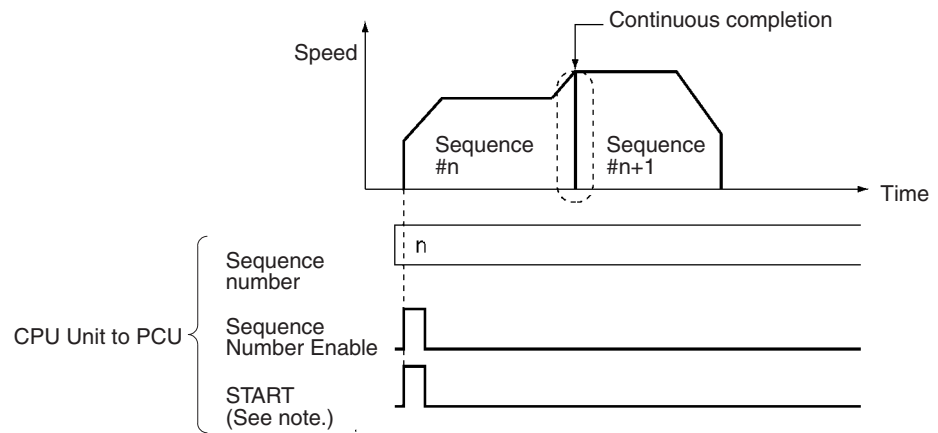 Continuous completion
Speed
Sequence
#n
Sequence
#n+1
Time
n
Sequence
number
CPU Unit to PCU
Sequence
Number Enable
START
(See note.)